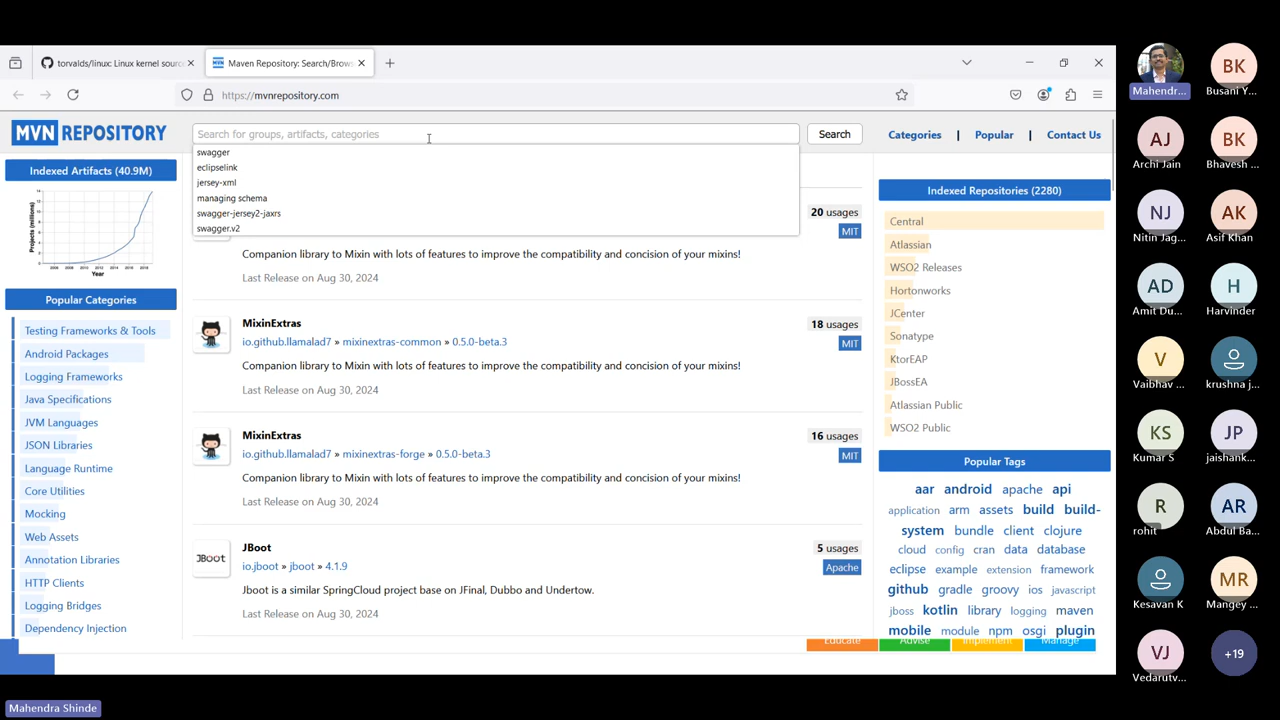 torvalds/linux: Linux kernel sourc
Maven Repository: Search/Brows
https://mvnrepository.com
MVN REPOSITORY
Search for groups, artifacts, categories
Search
Categories | Popular | Contact Us
swagger
eclipselink
jersey-xml
managing schema
swagger-jersey2-jaxrs
swagger.v2
Indexed Artifacts (40.9M)
Projects (millions)
Year
Popular Categories
Testing Frameworks & Tools
Android Packages
Logging Frameworks
Java Specifications
JVM Languages
JSON Libraries
Language Runtime
Core Utilities
Mocking
Web Assets
Annotation Libraries
HTTP Clients
Logging Bridges
Dependency Injection
20 usages
MIT
Companion library to Mixin with lots of features to improve the compatibility and concision of your mixins!
Last Release on Aug 30, 2024
MixinExtras
18 usages
io.github.llamalad7 » mixinextras-common » 0.5.0-beta.3
MIT
Companion library to Mixin with lots of features to improve the compatibility and concision of your mixins!
Last Release on Aug 30, 2024
MixinExtras
16 usages
io.github.llamalad7 » mixinextras-forge » 0.5.0-beta.3
MIT
Companion library to Mixin with lots of features to improve the compatibility and concision of your mixins!
Last Release on Aug 30, 2024
JBoot
JBoot
5 usages
io.jboot » jboot » 4.1.9
Apache
Jboot is a similar SpringCloud project base on JFinal, Dubbo and Undertow.
Last Release on Aug 30, 2024
Indexed Repositories (2280)
Central
Atlassian
WSO2 Releases
Hortonworks
JCenter
Sonatype
KtorEAP
JBossEA
Atlassian Public
WSO2 Public
Popular Tags
aar android apache api
application arm assets build build-
system bundle client clojure
cloud config cran data database
eclipse example extension framework
github gradle groovy ios javascript
jboss kotlin library logging maven
mobile module npm osgi plugin
Educate Advise Implement Manage
Mahendr...
BK
Busani Y...
AJ
Archi Jain
BK
Bhavesh ...
NJ
Nitin Jag...
AK
Asif Khan
AD
Amit Du...
H
Harvinder
V
Vaibhav ...
krushna j...
KS
Kumar S
JP
jaishank...
R
rohit
AR
Abdul Ba...
Kesavan K
MR
Mangey ...
VJ
Vedarutv...
+19
Mahendra Shinde